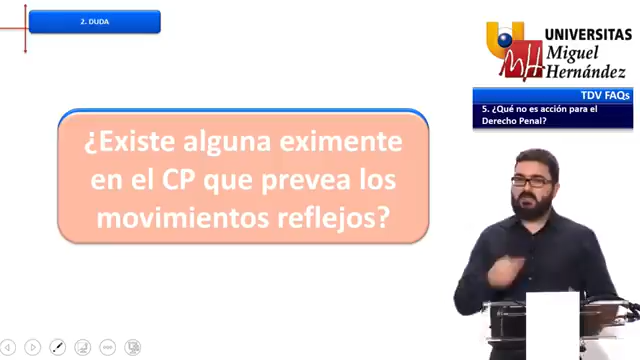 2. DUDA
UNIVERSITAS
Miguel
Hernández
TDV FAQs
5. ¿Qué no es acción para el
Derecho Penal?
¿Existe alguna eximente
en el CP que prevea los
movimientos reflejos?